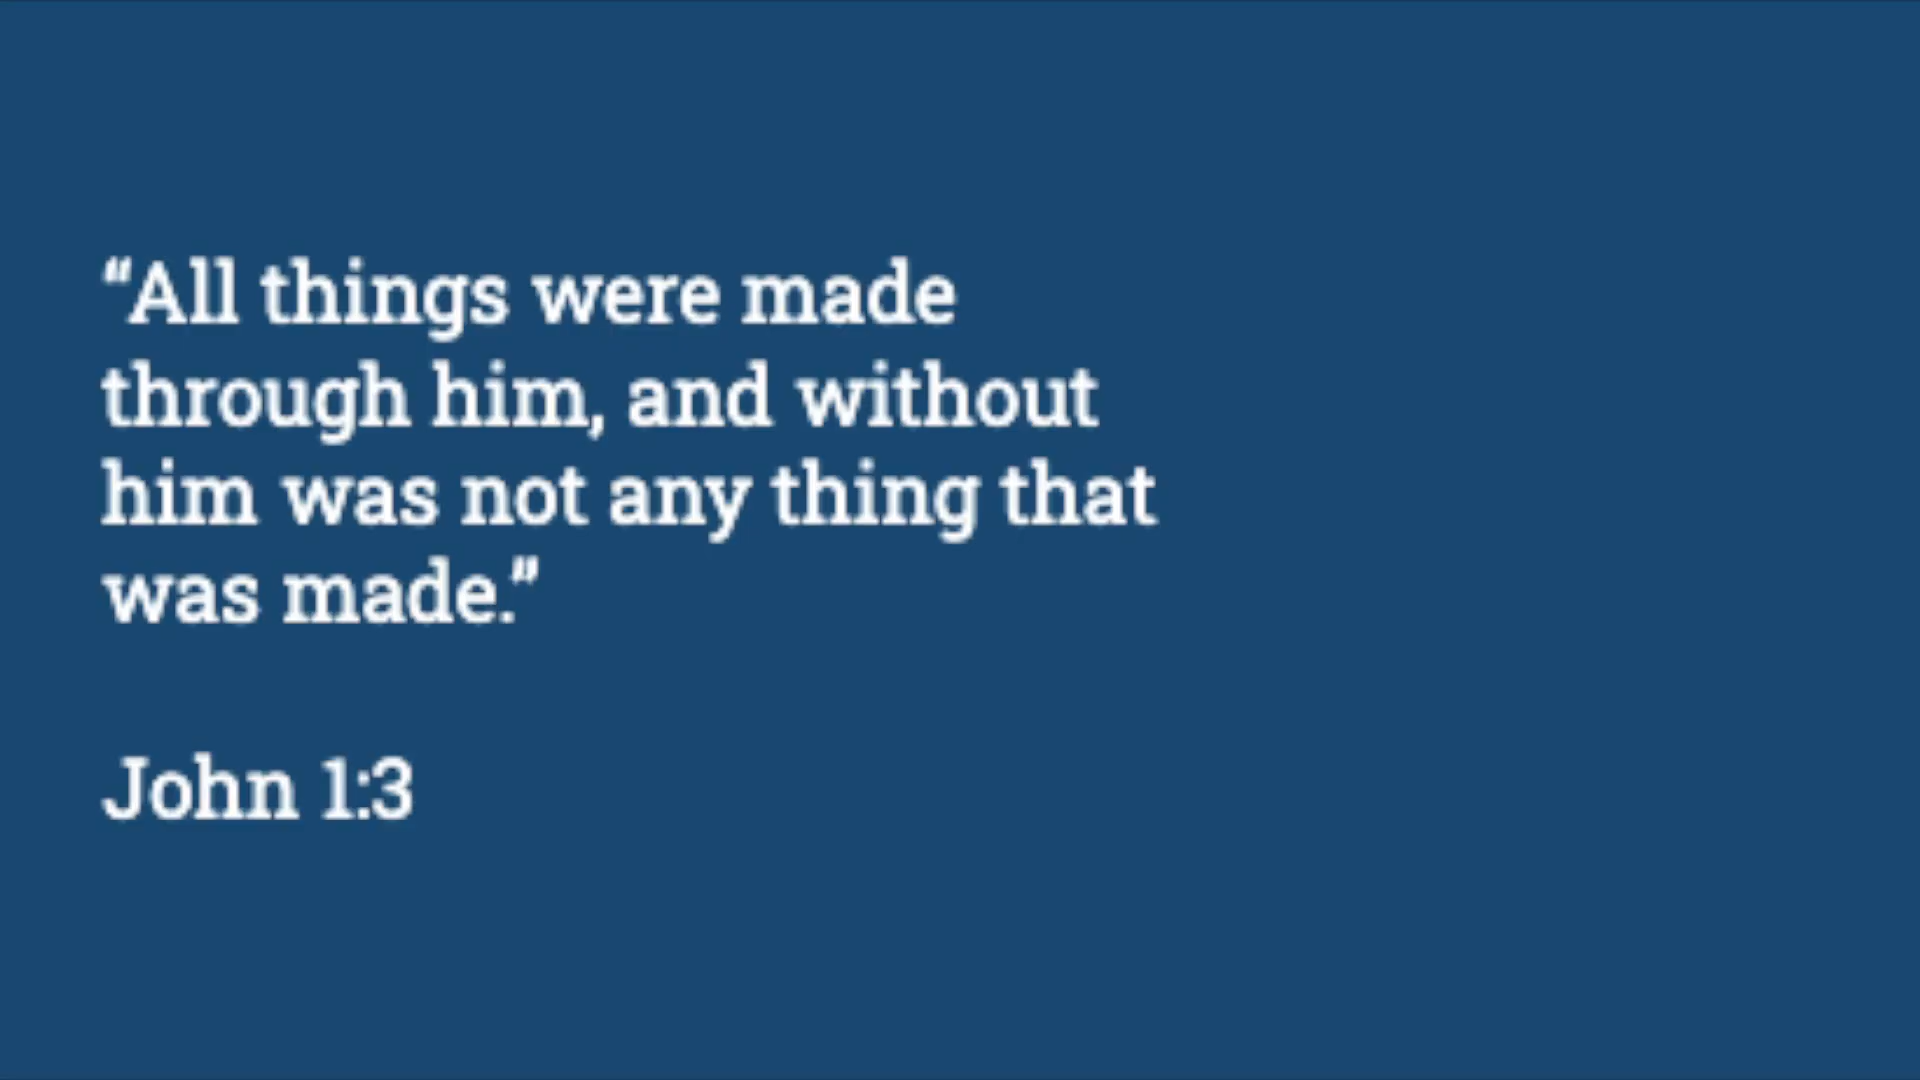 “All things were made
through him, and without
him was not any thing that
was made.”
John 1:3